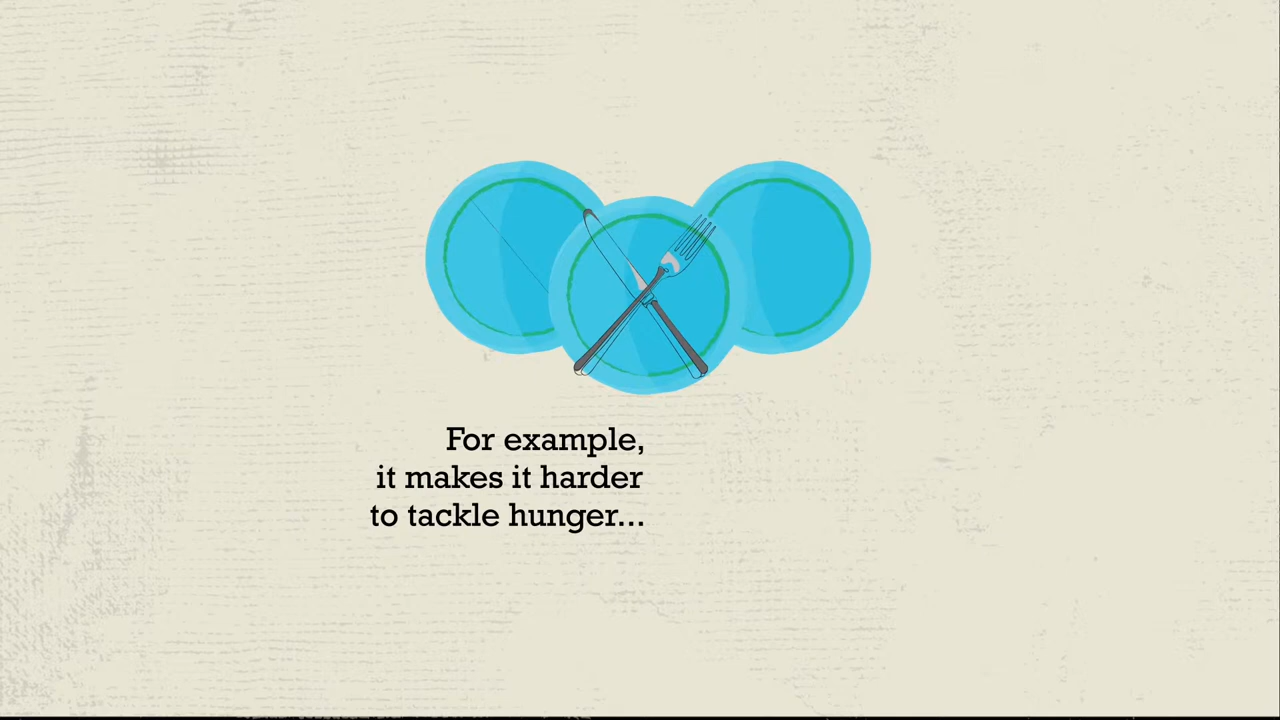 For example,
it makes it harder
to tackle hunger...